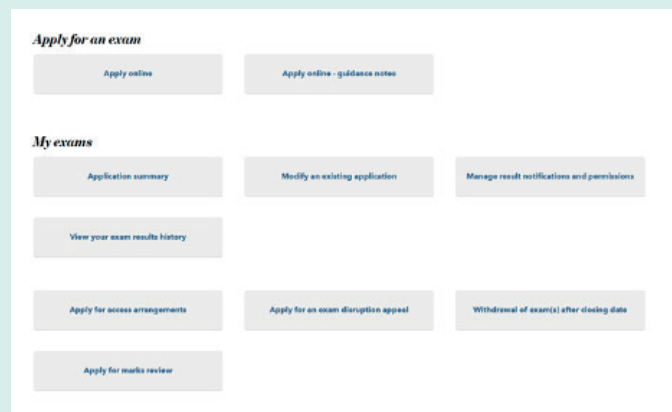 Apply for an exam
Apply online
Apply online - guidance notes
My exams
Application summary
Modify an existing application
Manage result notifications and permissions
View your exam results history
Apply for access arrangements
Apply for an exam disruption appeal
Withdrawal of exam(s) after closing date
Apply for marks review